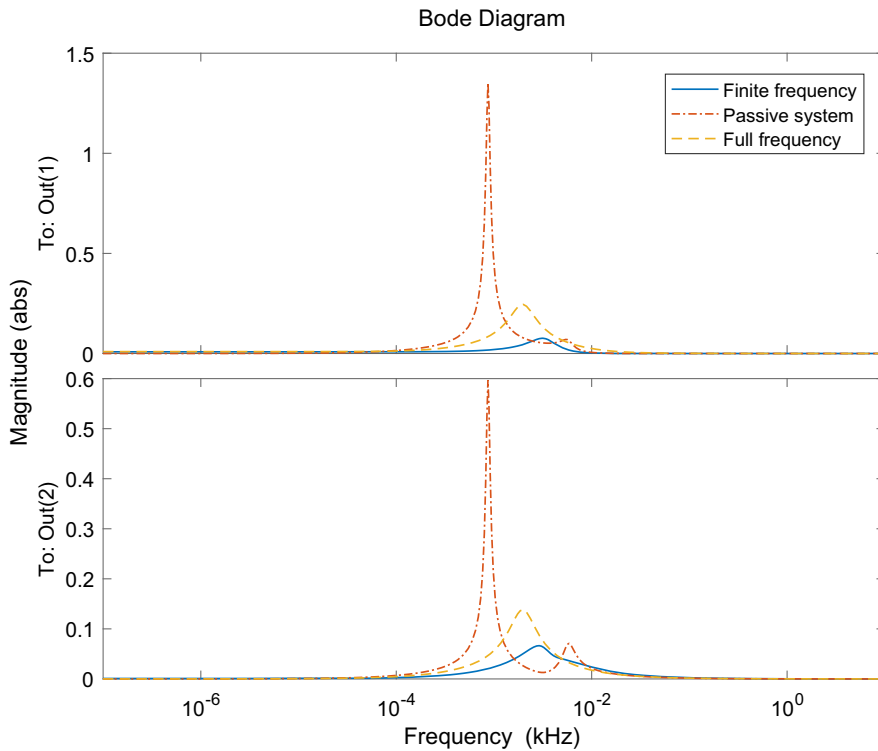 Bode Diagram
Magnitude (abs)
To: Out(1)
1.5
1
0.5
0
Finite frequency
Passive system
Full frequency
To: Out(2)
0.6
0.5
0.4
0.3
0.2
0.1
0
10^-6
10^-4
10^-2
10^0
Frequency (kHz)